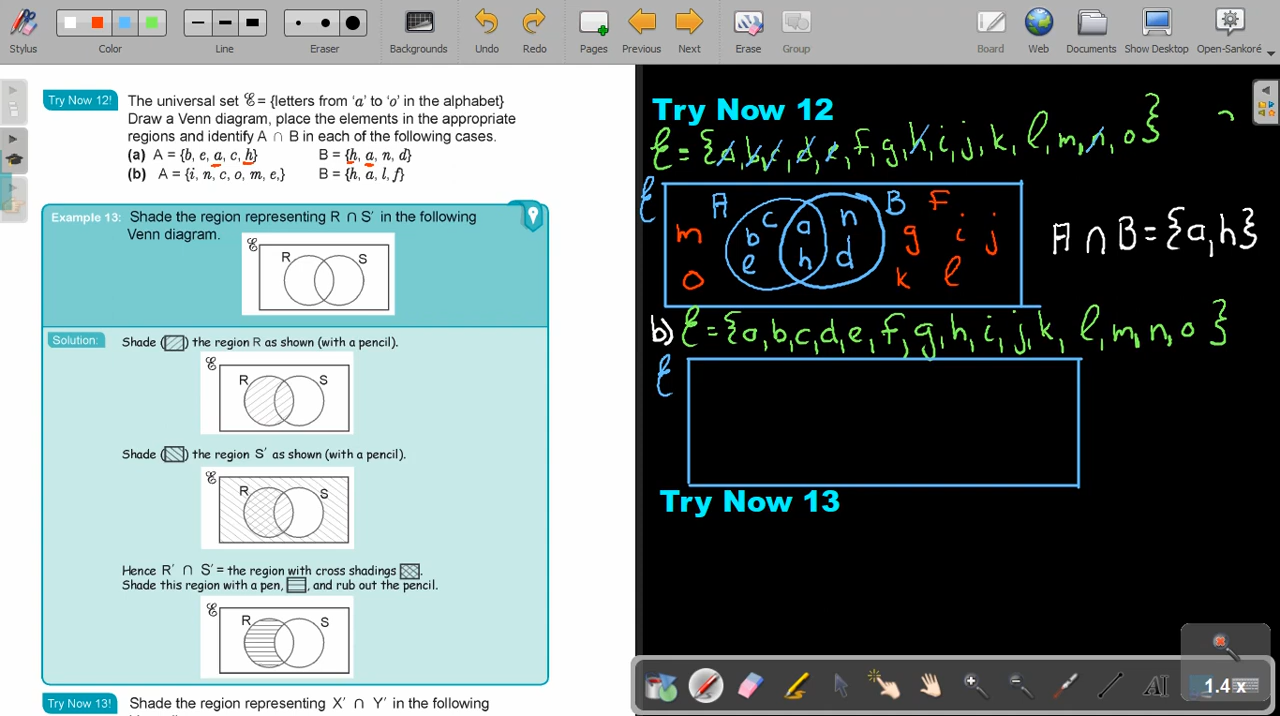 Stylus Color Line Eraser Backgrounds Undo Redo Pages Previous Next Erase Group Board Web Documents Show Desktop Open-Sankoré
Try Now 12! The universal set ℰ = {letters from 'a' to 'o' in the alphabet}
Draw a Venn diagram, place the elements in the appropriate
regions and identify A ∩ B in each of the following cases.
(a) A = {b, e, a, c, h} B = {h, a, n, d}
(b) A = {i, n, c, o, m, e,} B = {h, a, l, f}
Example 13: Shade the region representing R ∩ S′ in the following
Venn diagram.
ℰ
R S
Solution:
Shade ( ) the region R as shown (with a pencil).
ℰ
R S
Shade ( ) the region S′ as shown (with a pencil).
ℰ
R S
Hence R′ ∩ S′ = the region with cross shadings .
Shade this region with a pen, , and rub out the pencil.
ℰ
R S
Try Now 13! Shade the region representing X′ ∩ Y′ in the following
Try Now 12
ℰ = {a, b, c, d, e, f, g, h, i, j, k, l, m, n, o }
ℰ
A B F
m b c a n g i j
o e h d k l
A ∩ B = {a, h}
b) ℰ = {a, b, c, d, e, f, g, h, i, j, k, l, m, n, o }
ℰ
Try Now 13
1.4 x